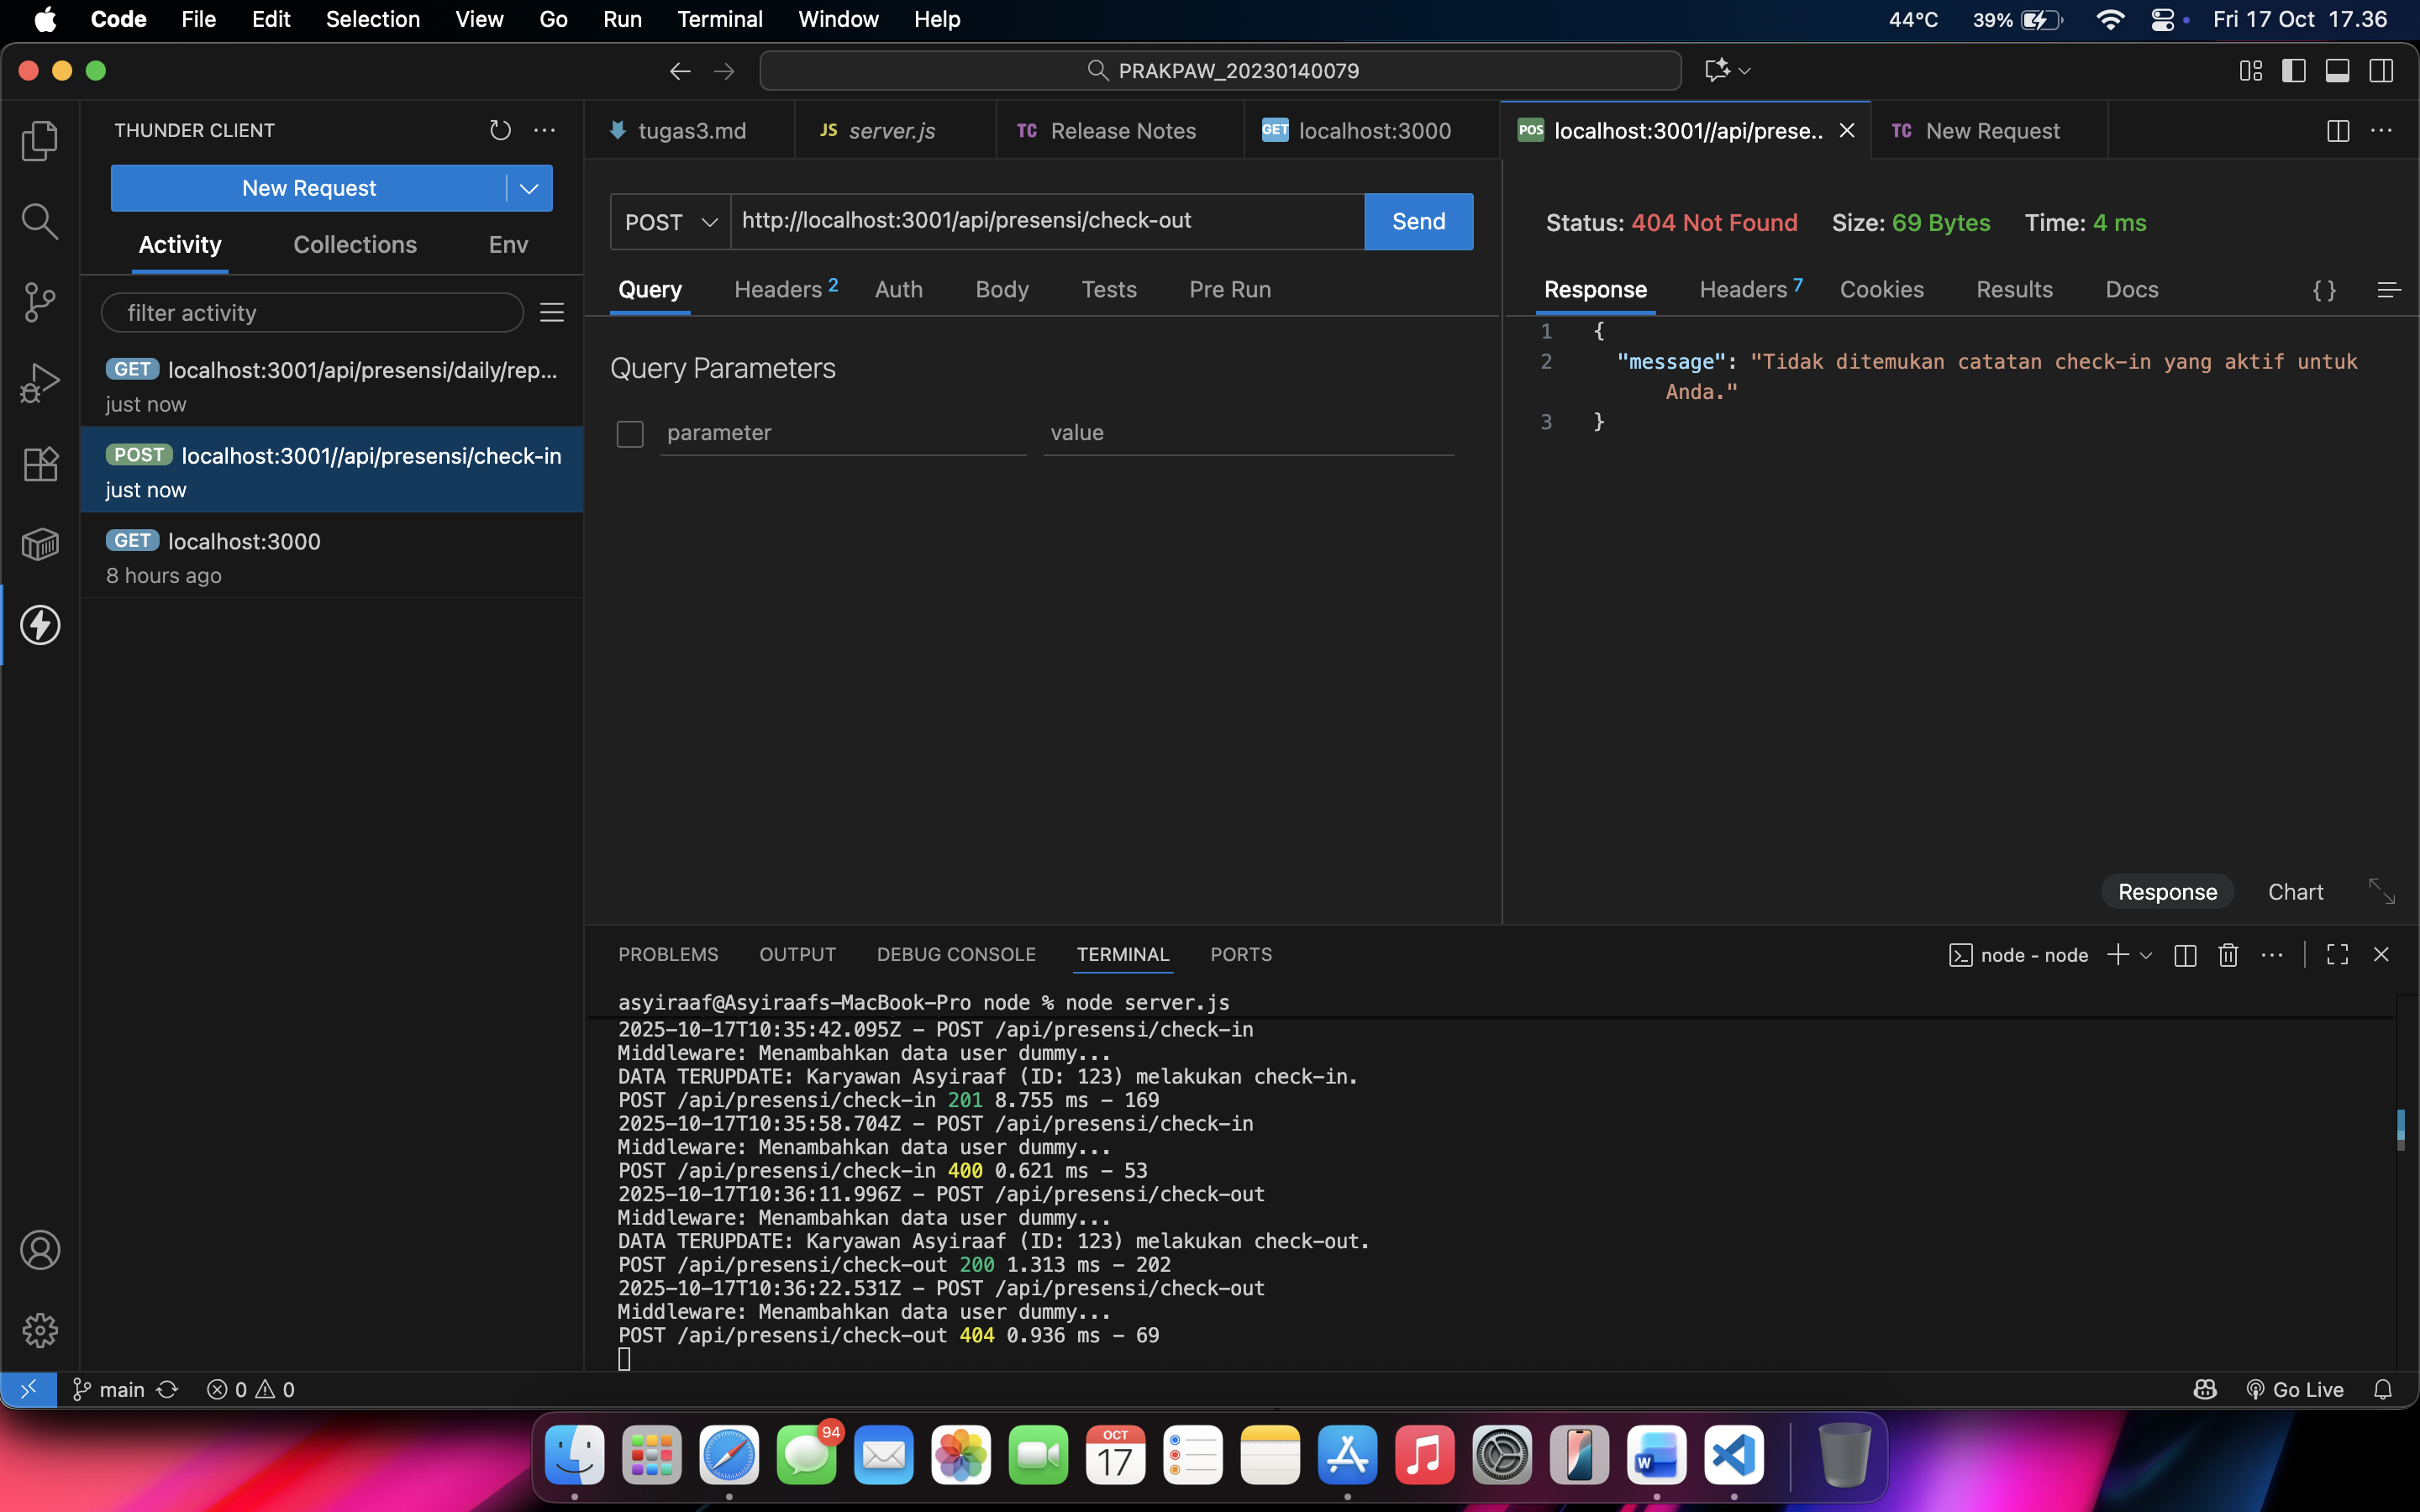 Code File Edit Selection View Go Run Terminal Window Help 44°C 39% Fri 17 Oct 17.36
PRAKPAW_20230140079
THUNDER CLIENT
New Request
Activity Collections Env
filter activity
GET localhost:3001/api/presensi/daily/rep...
just now
POST localhost:3001//api/presensi/check-in
just now
GET localhost:3000
8 hours ago
tugas3.md JS server.js TC Release Notes GET localhost:3000 POS localhost:3001//api/prese.. TC New Request
POST http://localhost:3001/api/presensi/check-out Send
Query Headers 2 Auth Body Tests Pre Run
Query Parameters
parameter value
Status: 404 Not Found Size: 69 Bytes Time: 4 ms
Response Headers 7 Cookies Results Docs { }
1 {
2 "message": "Tidak ditemukan catatan check-in yang aktif untuk
Anda."
3 }
Response Chart
PROBLEMS OUTPUT DEBUG CONSOLE TERMINAL PORTS node - node
asyiraaf@Asyiraafs-MacBook-Pro node % node server.js
2025-10-17T10:35:42.095Z - POST /api/presensi/check-in
Middleware: Menambahkan data user dummy...
DATA TERUPDATE: Karyawan Asyiraaf (ID: 123) melakukan check-in.
POST /api/presensi/check-in 201 8.755 ms - 169
2025-10-17T10:35:58.704Z - POST /api/presensi/check-in
Middleware: Menambahkan data user dummy...
POST /api/presensi/check-in 400 0.621 ms - 53
2025-10-17T10:36:11.996Z - POST /api/presensi/check-out
Middleware: Menambahkan data user dummy...
DATA TERUPDATE: Karyawan Asyiraaf (ID: 123) melakukan check-out.
POST /api/presensi/check-out 200 1.313 ms - 202
2025-10-17T10:36:22.531Z - POST /api/presensi/check-out
Middleware: Menambahkan data user dummy...
POST /api/presensi/check-out 404 0.936 ms - 69
main 0 0 Go Live
94
OCT
17
W